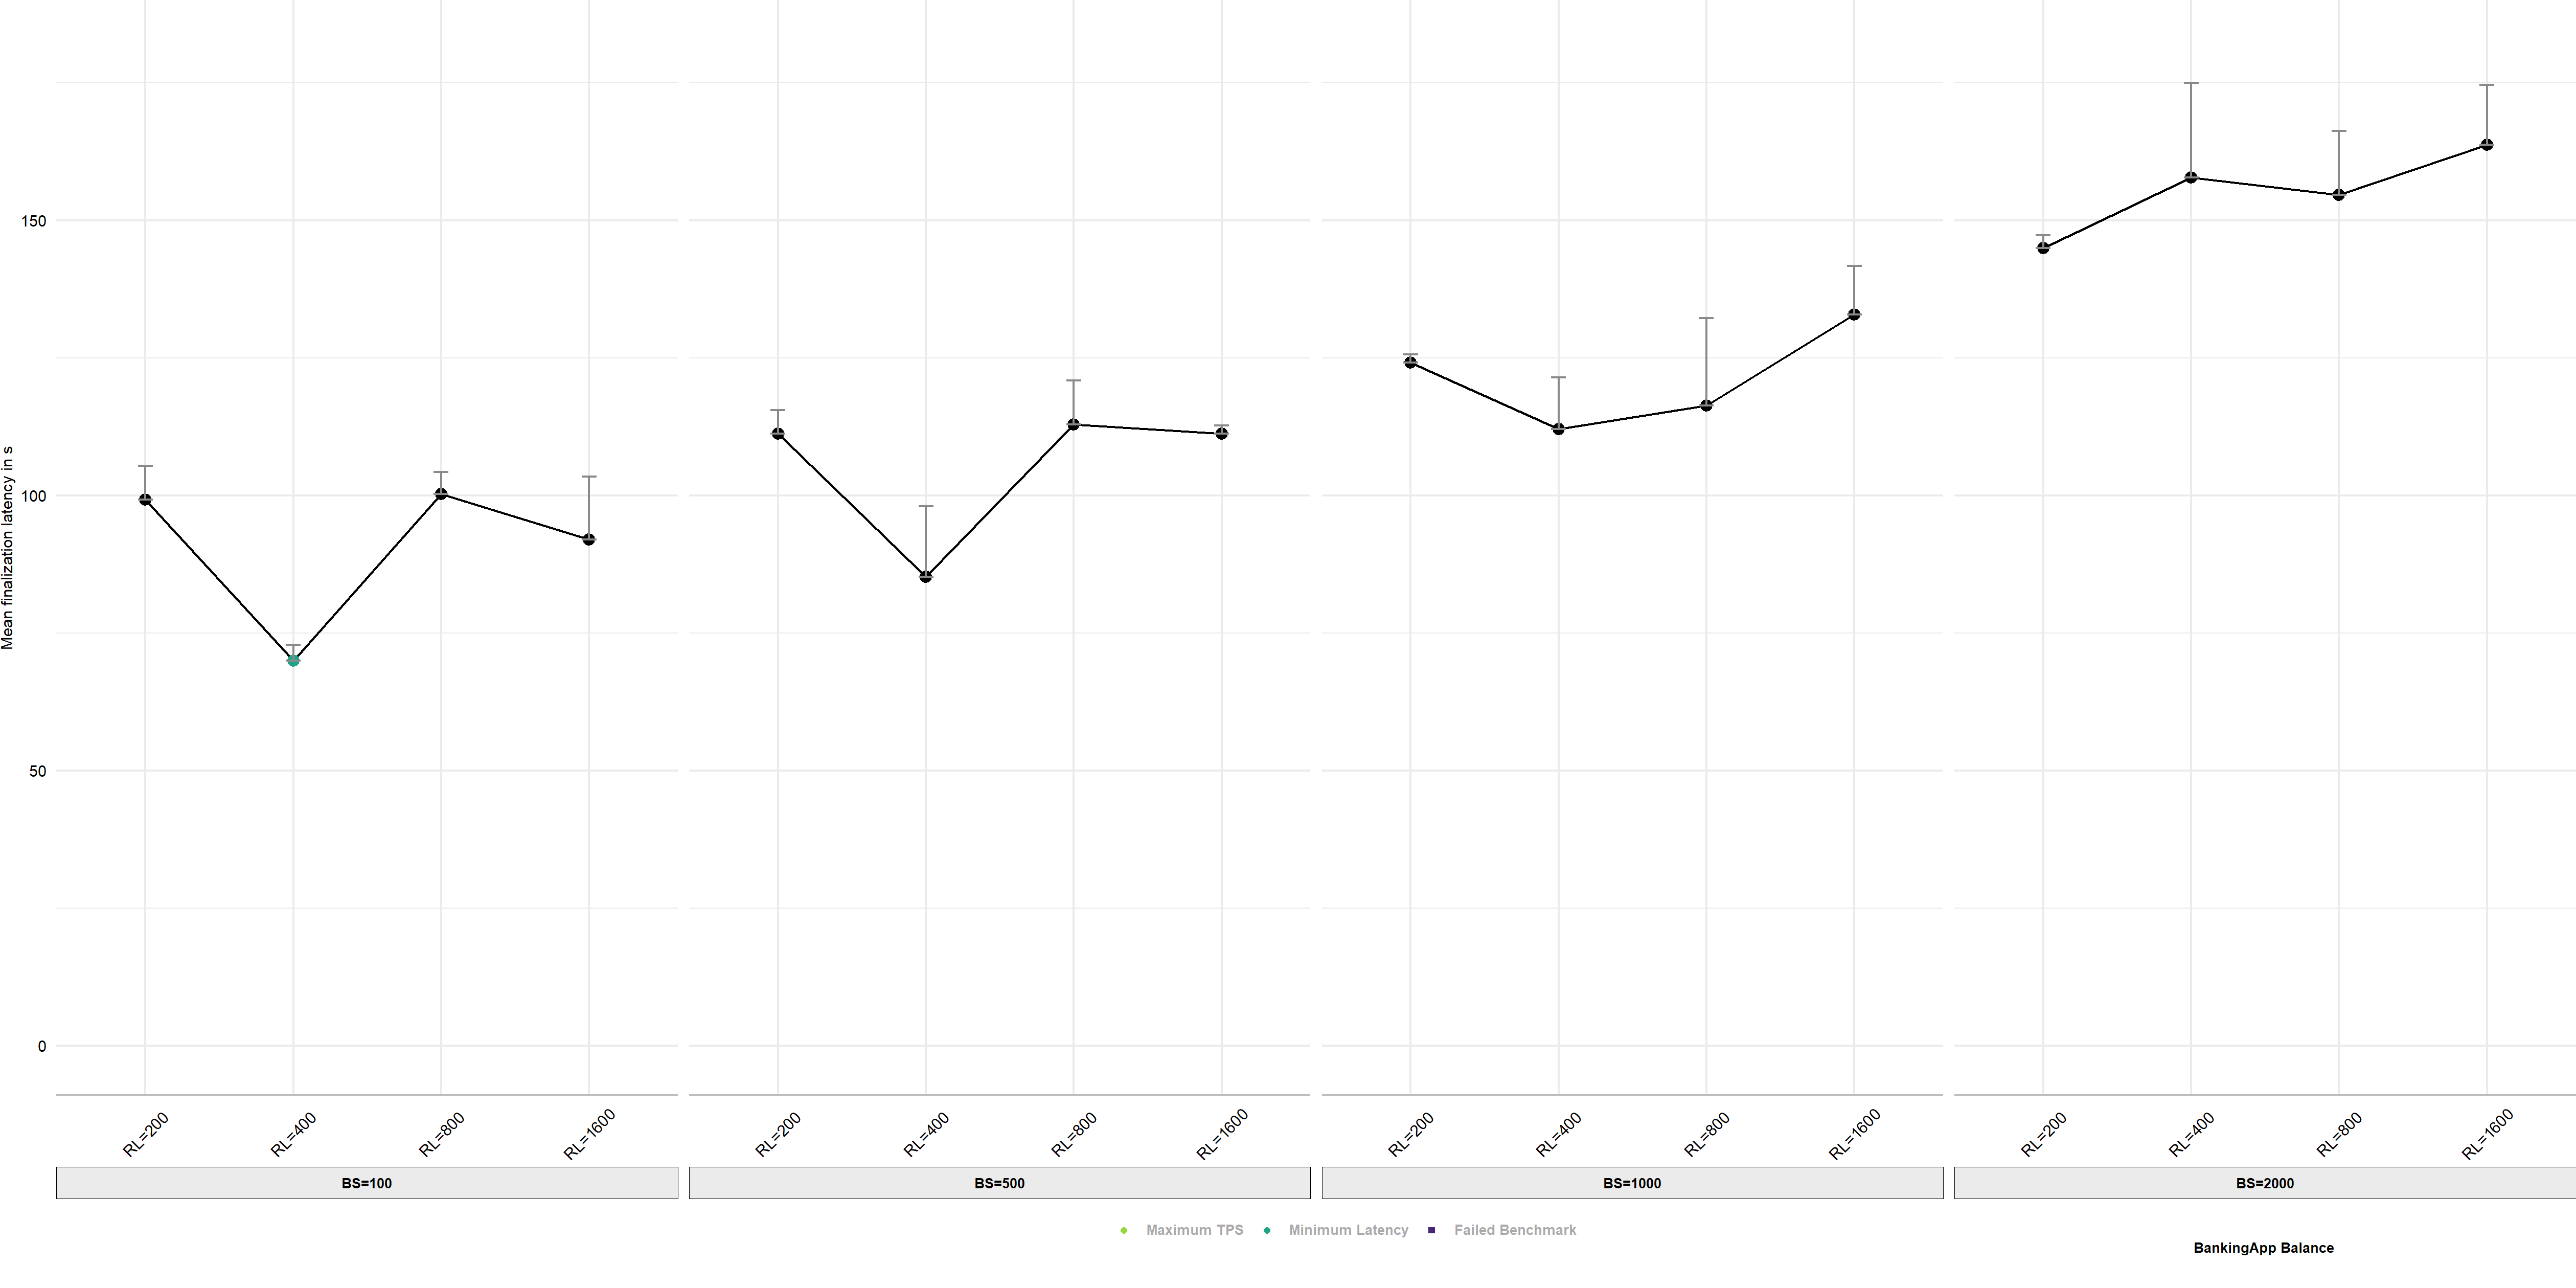 Mean finalization latency in s
150
100
50
0
RL=200 RL=400 RL=800 RL=1600 RL=200 RL=400 RL=800 RL=1600 RL=200 RL=400 RL=800 RL=1600 RL=200 RL=400 RL=800 RL=1600
BS=100 BS=500 BS=1000 BS=2000
Maximum TPS Minimum Latency Failed Benchmark
BankingApp Balance